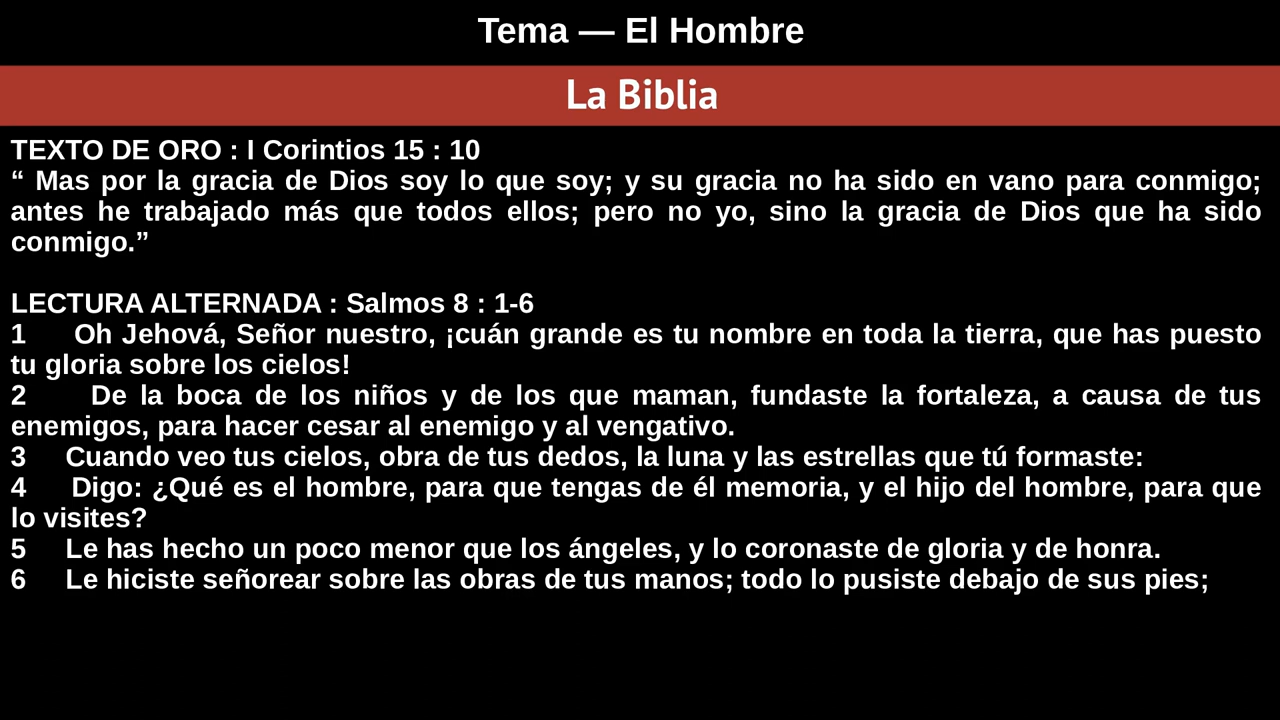 Tema — El Hombre
La Biblia
TEXTO DE ORO : I Corintios 15 : 10
“ Mas por la gracia de Dios soy lo que soy; y su gracia no ha sido en vano para conmigo;
antes he trabajado más que todos ellos; pero no yo, sino la gracia de Dios que ha sido
conmigo.”
LECTURA ALTERNADA : Salmos 8 : 1-6
1 Oh Jehová, Señor nuestro, ¡cuán grande es tu nombre en toda la tierra, que has puesto
tu gloria sobre los cielos!
2 De la boca de los niños y de los que maman, fundaste la fortaleza, a causa de tus
enemigos, para hacer cesar al enemigo y al vengativo.
3 Cuando veo tus cielos, obra de tus dedos, la luna y las estrellas que tú formaste:
4 Digo: ¿Qué es el hombre, para que tengas de él memoria, y el hijo del hombre, para que
lo visites?
5 Le has hecho un poco menor que los ángeles, y lo coronaste de gloria y de honra.
6 Le hiciste señorear sobre las obras de tus manos; todo lo pusiste debajo de sus pies;